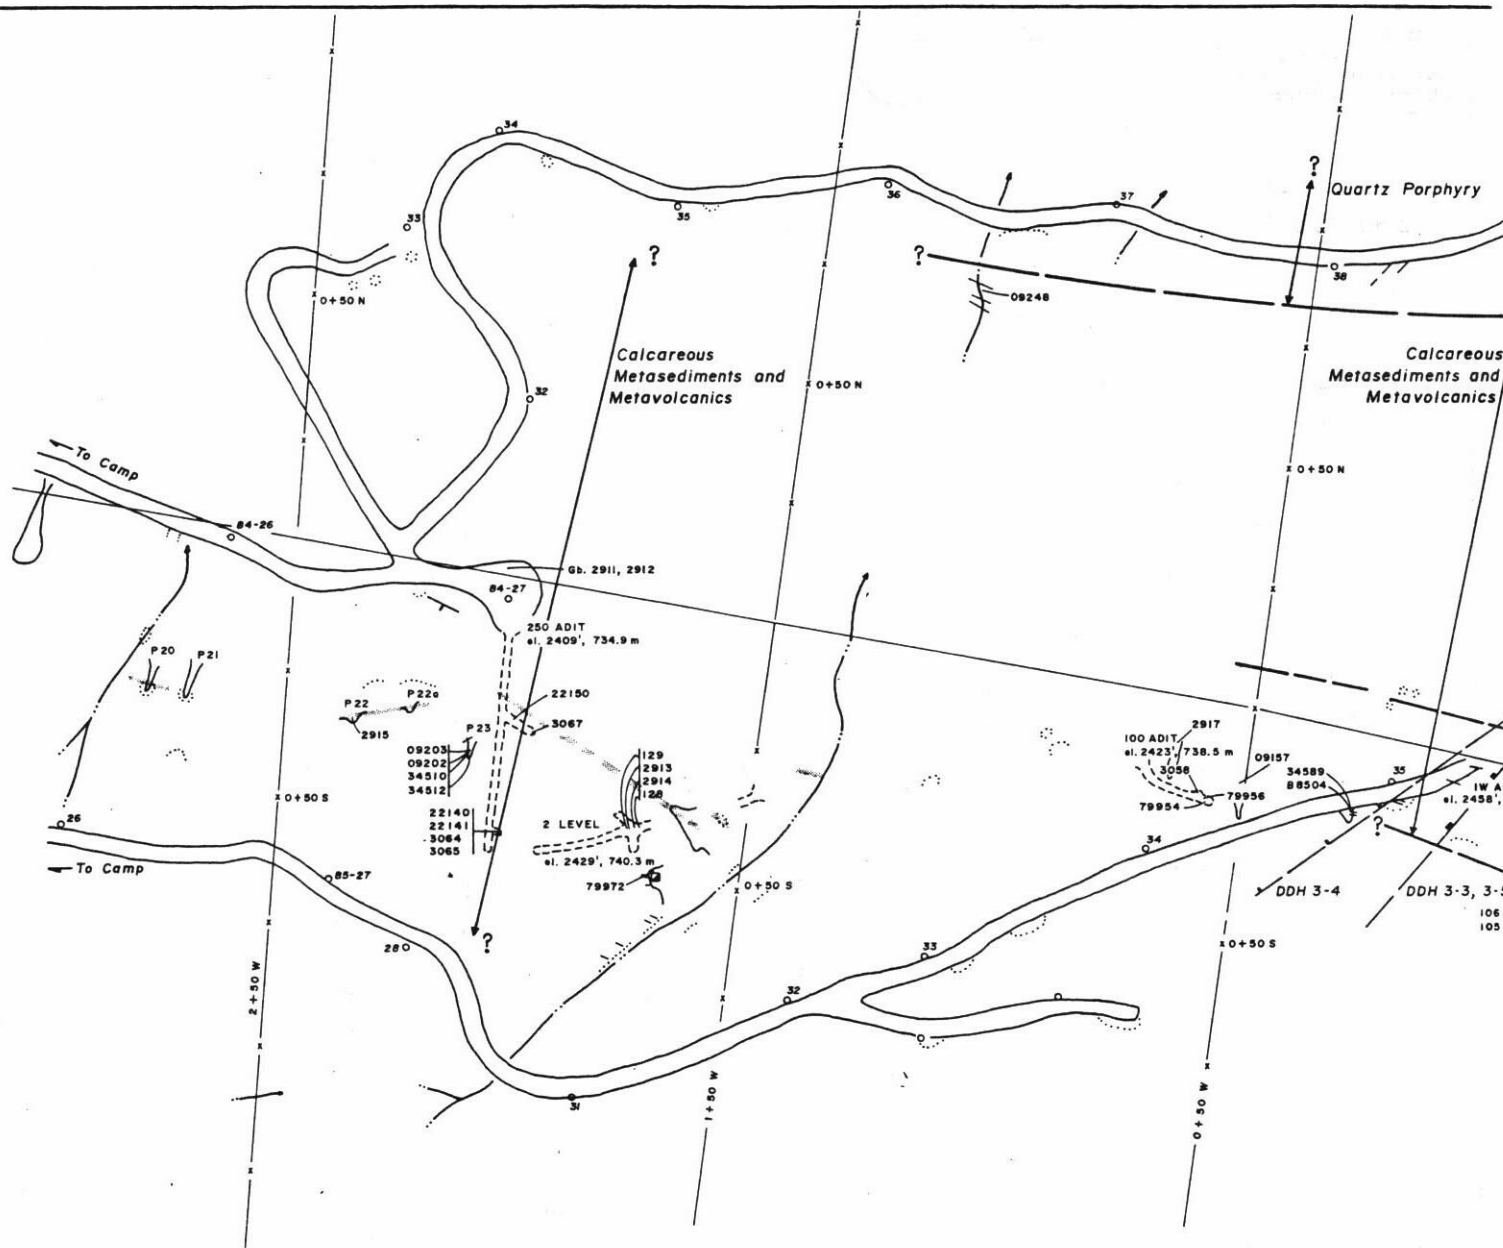 34
?
Quartz Porphyry
33
35
36
37
?
?
38
0+50 N
09248
Calcareous
Metasediments and
Metavolcanics
Calcareous
Metasediments and
Metavolcanics
0+50 N
32
To Camp
0+50 N
84-26
Gb. 2911, 2912
84-27
250 ADIT
el. 2409', 734.9 m
P20
P21
P22
P22a
2915
P23
22150
3067
09203
09202
34510
34512
129
2913
2914
128
2917
100 ADIT
el. 2423', 738.5 m
3058
79954
79956
09157
34589
B8504
35
1W A
el. 2458',
0+50 S
26
22140
22141
3064
3065
2 LEVEL
el. 2429', 740.3 m
?
34
To Camp
85-27
79972
0+50 S
DDH 3-4
DDH 3-3, 3-5
106
105
28
?
33
0+50 S
2+50 W
32
1+50 W
0+50 W
31